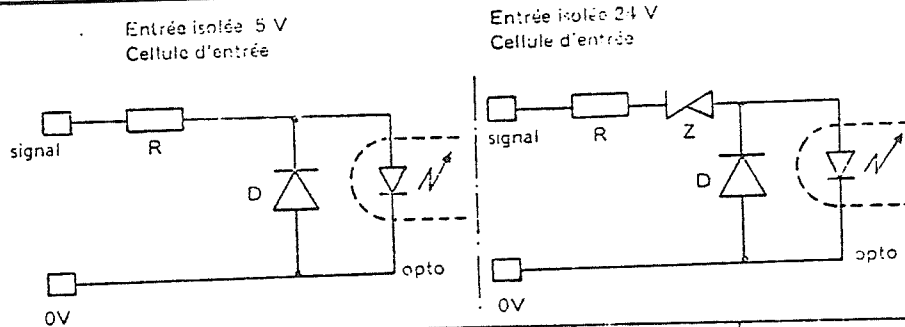 Entrée isolée 5 V
Cellule d'entrée
signal
R
D
opto
0V
Entrée isolée 24 V
Cellule d'entrée
signal
R
Z
D
opto
0V